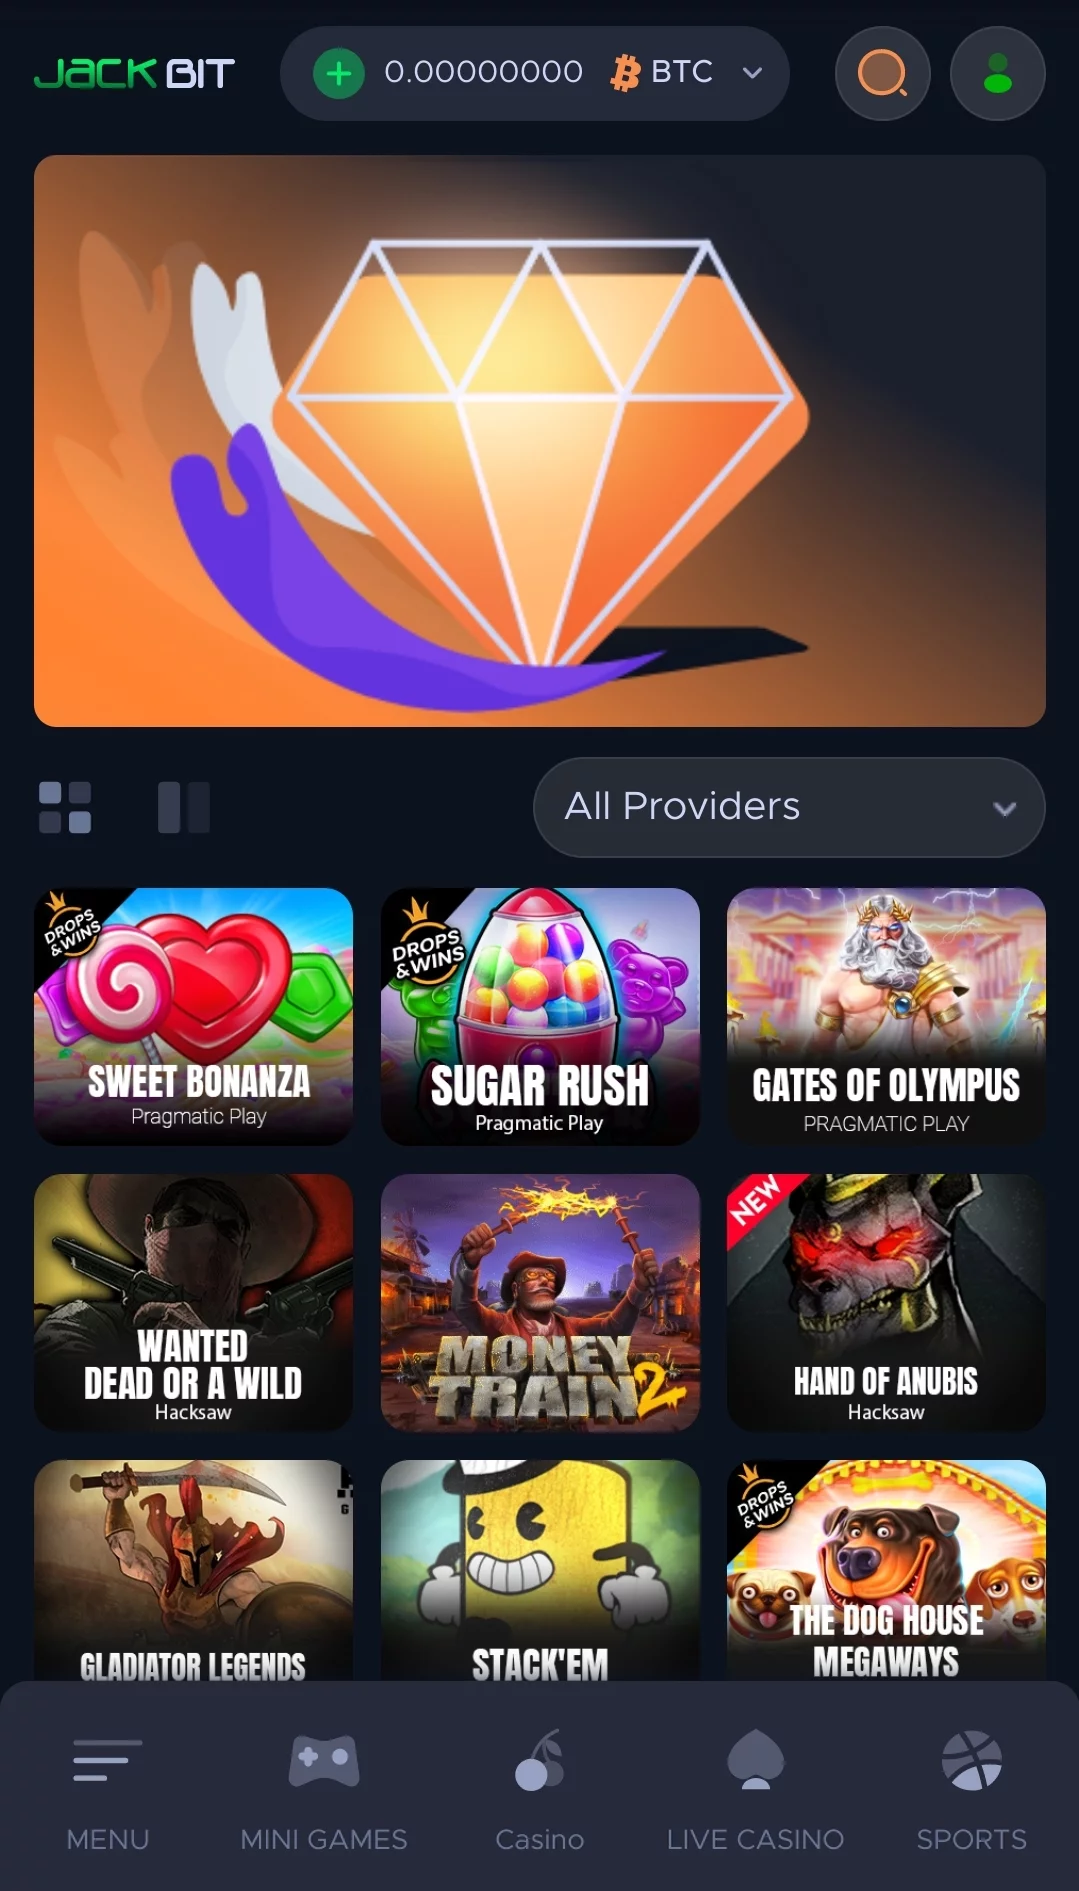 JACKBIT
0.00000000 BTC
All Providers
DROPS
&WINS
SWEET BONANZA
Pragmatic Play
DROPS
&WINS
SUGAR RUSH
Pragmatic Play
GATES OF OLYMPUS
PRAGMATIC PLAY
WANTED
DEAD OR A WILD
Hacksaw
MONEY
TRAIN 2
NEW
HAND OF ANUBIS
Hacksaw
G
GLADIATOR LEGENDS
STACK'EM
DROPS
&WINS
THE DOG HOUSE
MEGAWAYS
MENU
MINI GAMES
Casino
LIVE CASINO
SPORTS